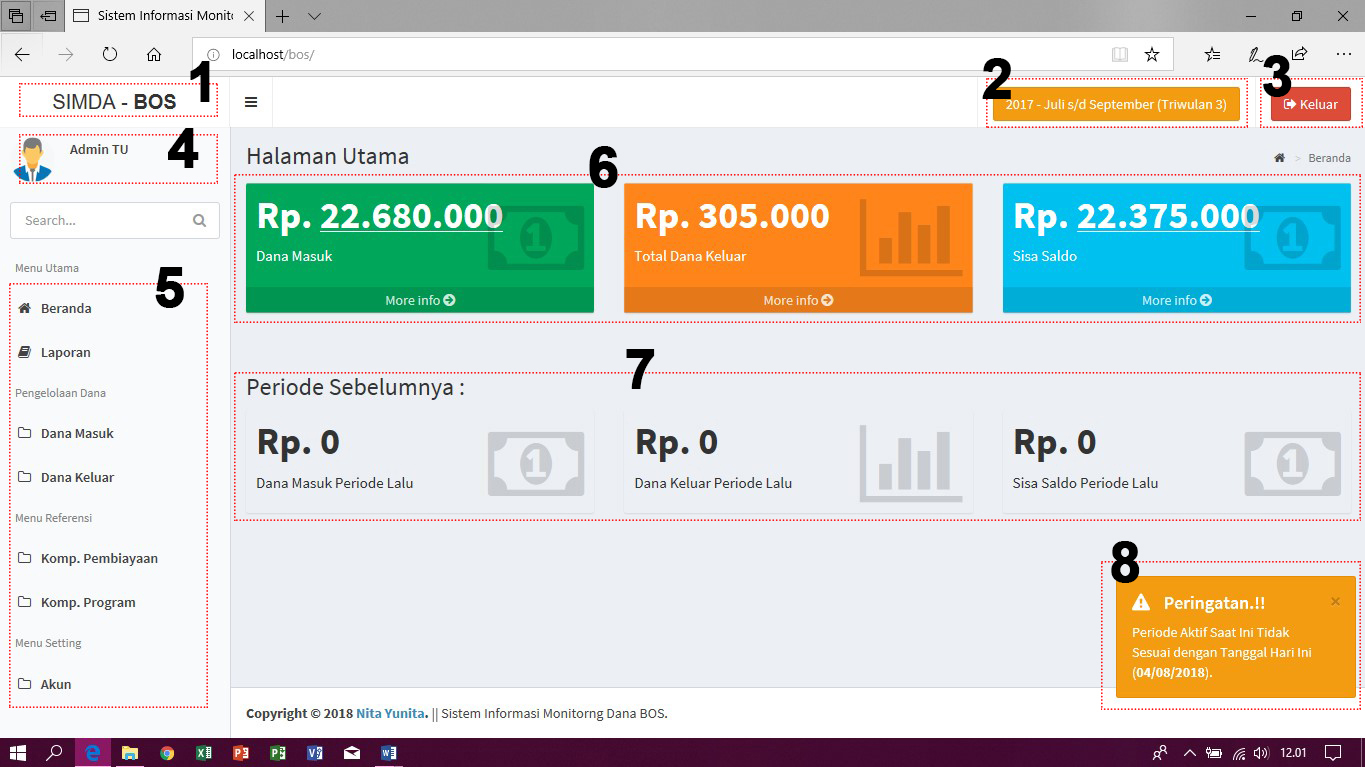 Sistem Informasi Monito
localhost/bos/
1
2
3
SIMDA - BOS
2017 - Juli s/d September (Triwulan 3)
Keluar
4
Admin TU
Halaman Utama
6
> Beranda
Search...
Rp. 22.680.000
Rp. 305.000
Rp. 22.375.000
Dana Masuk
Total Dana Keluar
Sisa Saldo
More info
More info
More info
Menu Utama
5
Beranda
Laporan
Pengelolaan Dana
Dana Masuk
Dana Keluar
Menu Referensi
Komp. Pembiayaan
Komp. Program
Menu Setting
Akun
7
Periode Sebelumnya :
Rp. 0
Rp. 0
Rp. 0
Dana Masuk Periode Lalu
Dana Keluar Periode Lalu
Sisa Saldo Periode Lalu
8
Peringatan.!!
×
Periode Aktif Saat Ini Tidak
Sesuai dengan Tanggal Hari Ini
(04/08/2018).
Copyright © 2018 Nita Yunita. || Sistem Informasi Monitorng Dana BOS.
12.01